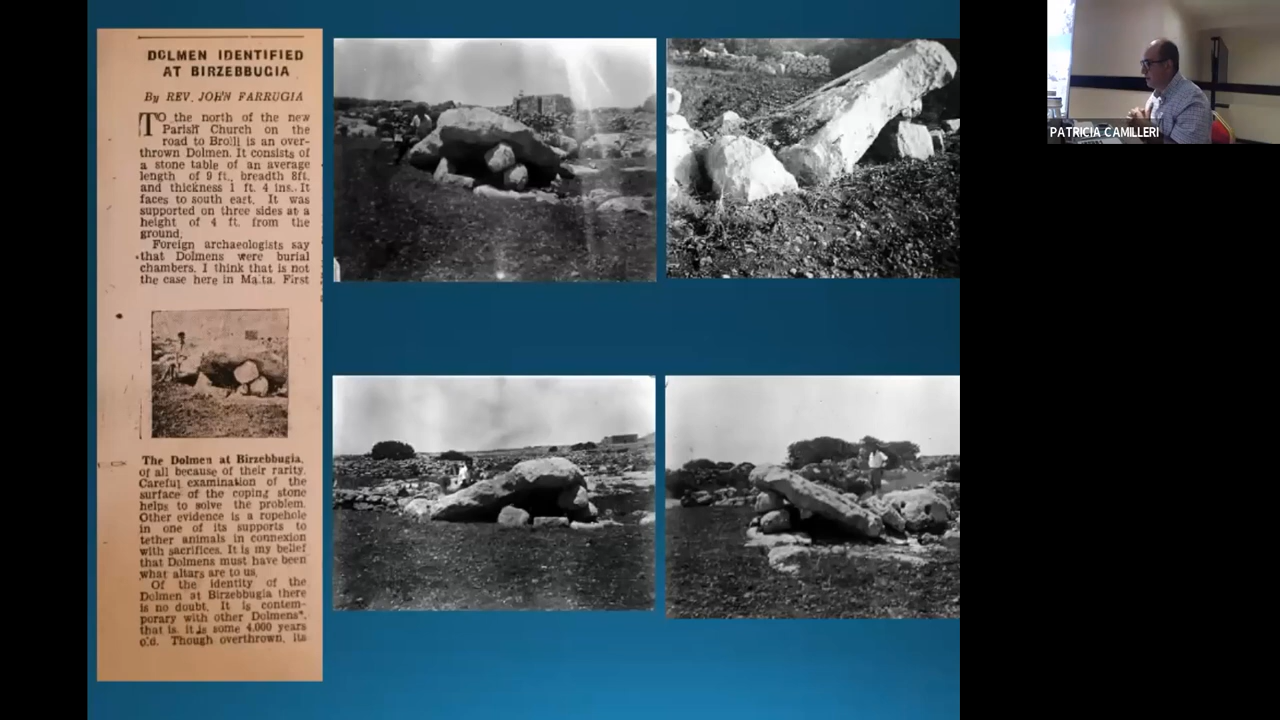 DOLMEN IDENTIFIED
AT BIRZEBBUGIA
By REV. JOHN FARRUGIA
TO the north of the new
Parish Church on the
road to Brolli is an over-
thrown Dolmen. It consists of
a stone table of an average
length of 9 ft., breadth 8ft.
and thickness 1 ft. 4 ins. It
faces to south east. It was
supported on three sides at a
height of 4 ft. from the
ground.
Foreign archaeologists say
that Dolmens were burial
chambers. I think that is not
the case here in Malta. First
The Dolmen at Birzebbugia.
of all because of their rarity.
Careful examination of the
surface of the coping stone
helps to solve the problem.
Other evidence is a ropehole
in one of its supports to
tether animals in connexion
with sacrifices. It is my belief
that Dolmens must have been
what altars are to us.
Of the identity of the
Dolmen at Birzebbugia there
is no doubt. It is contem-
porary with other Dolmens,
that is, it is some 4,000 years
old. Though overthrown, its
PATRICIA CAMILLERI